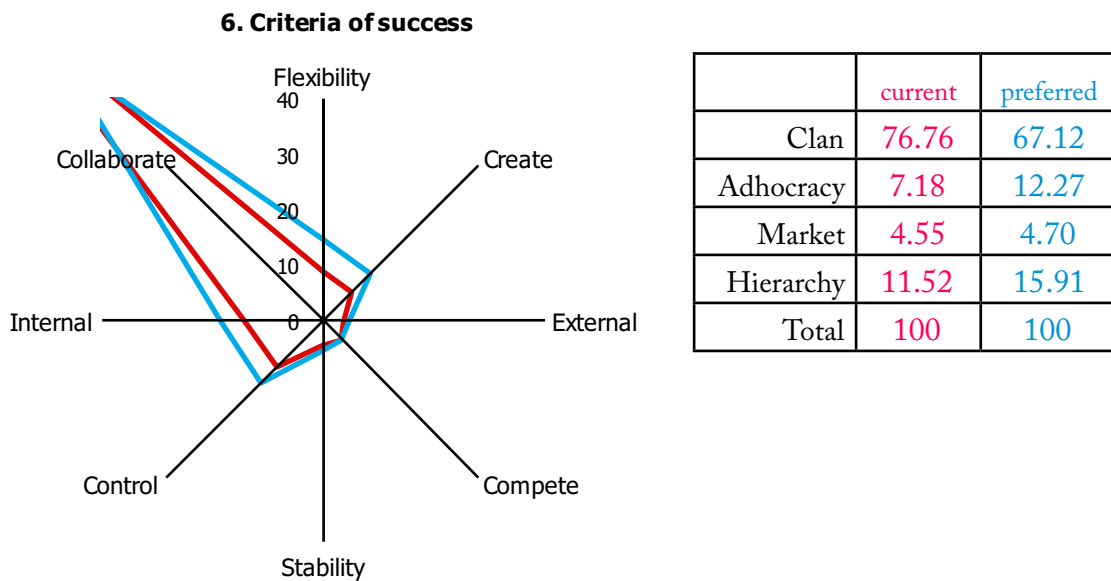 6. Criteria of success
Flexibility
40
30
20
10
0
Collaborate
Create
Internal
External
Control
Compete
Stability
current preferred
Clan 76.76 67.12
Adhocracy 7.18 12.27
Market 4.55 4.70
Hierarchy 11.52 15.91
Total 100 100